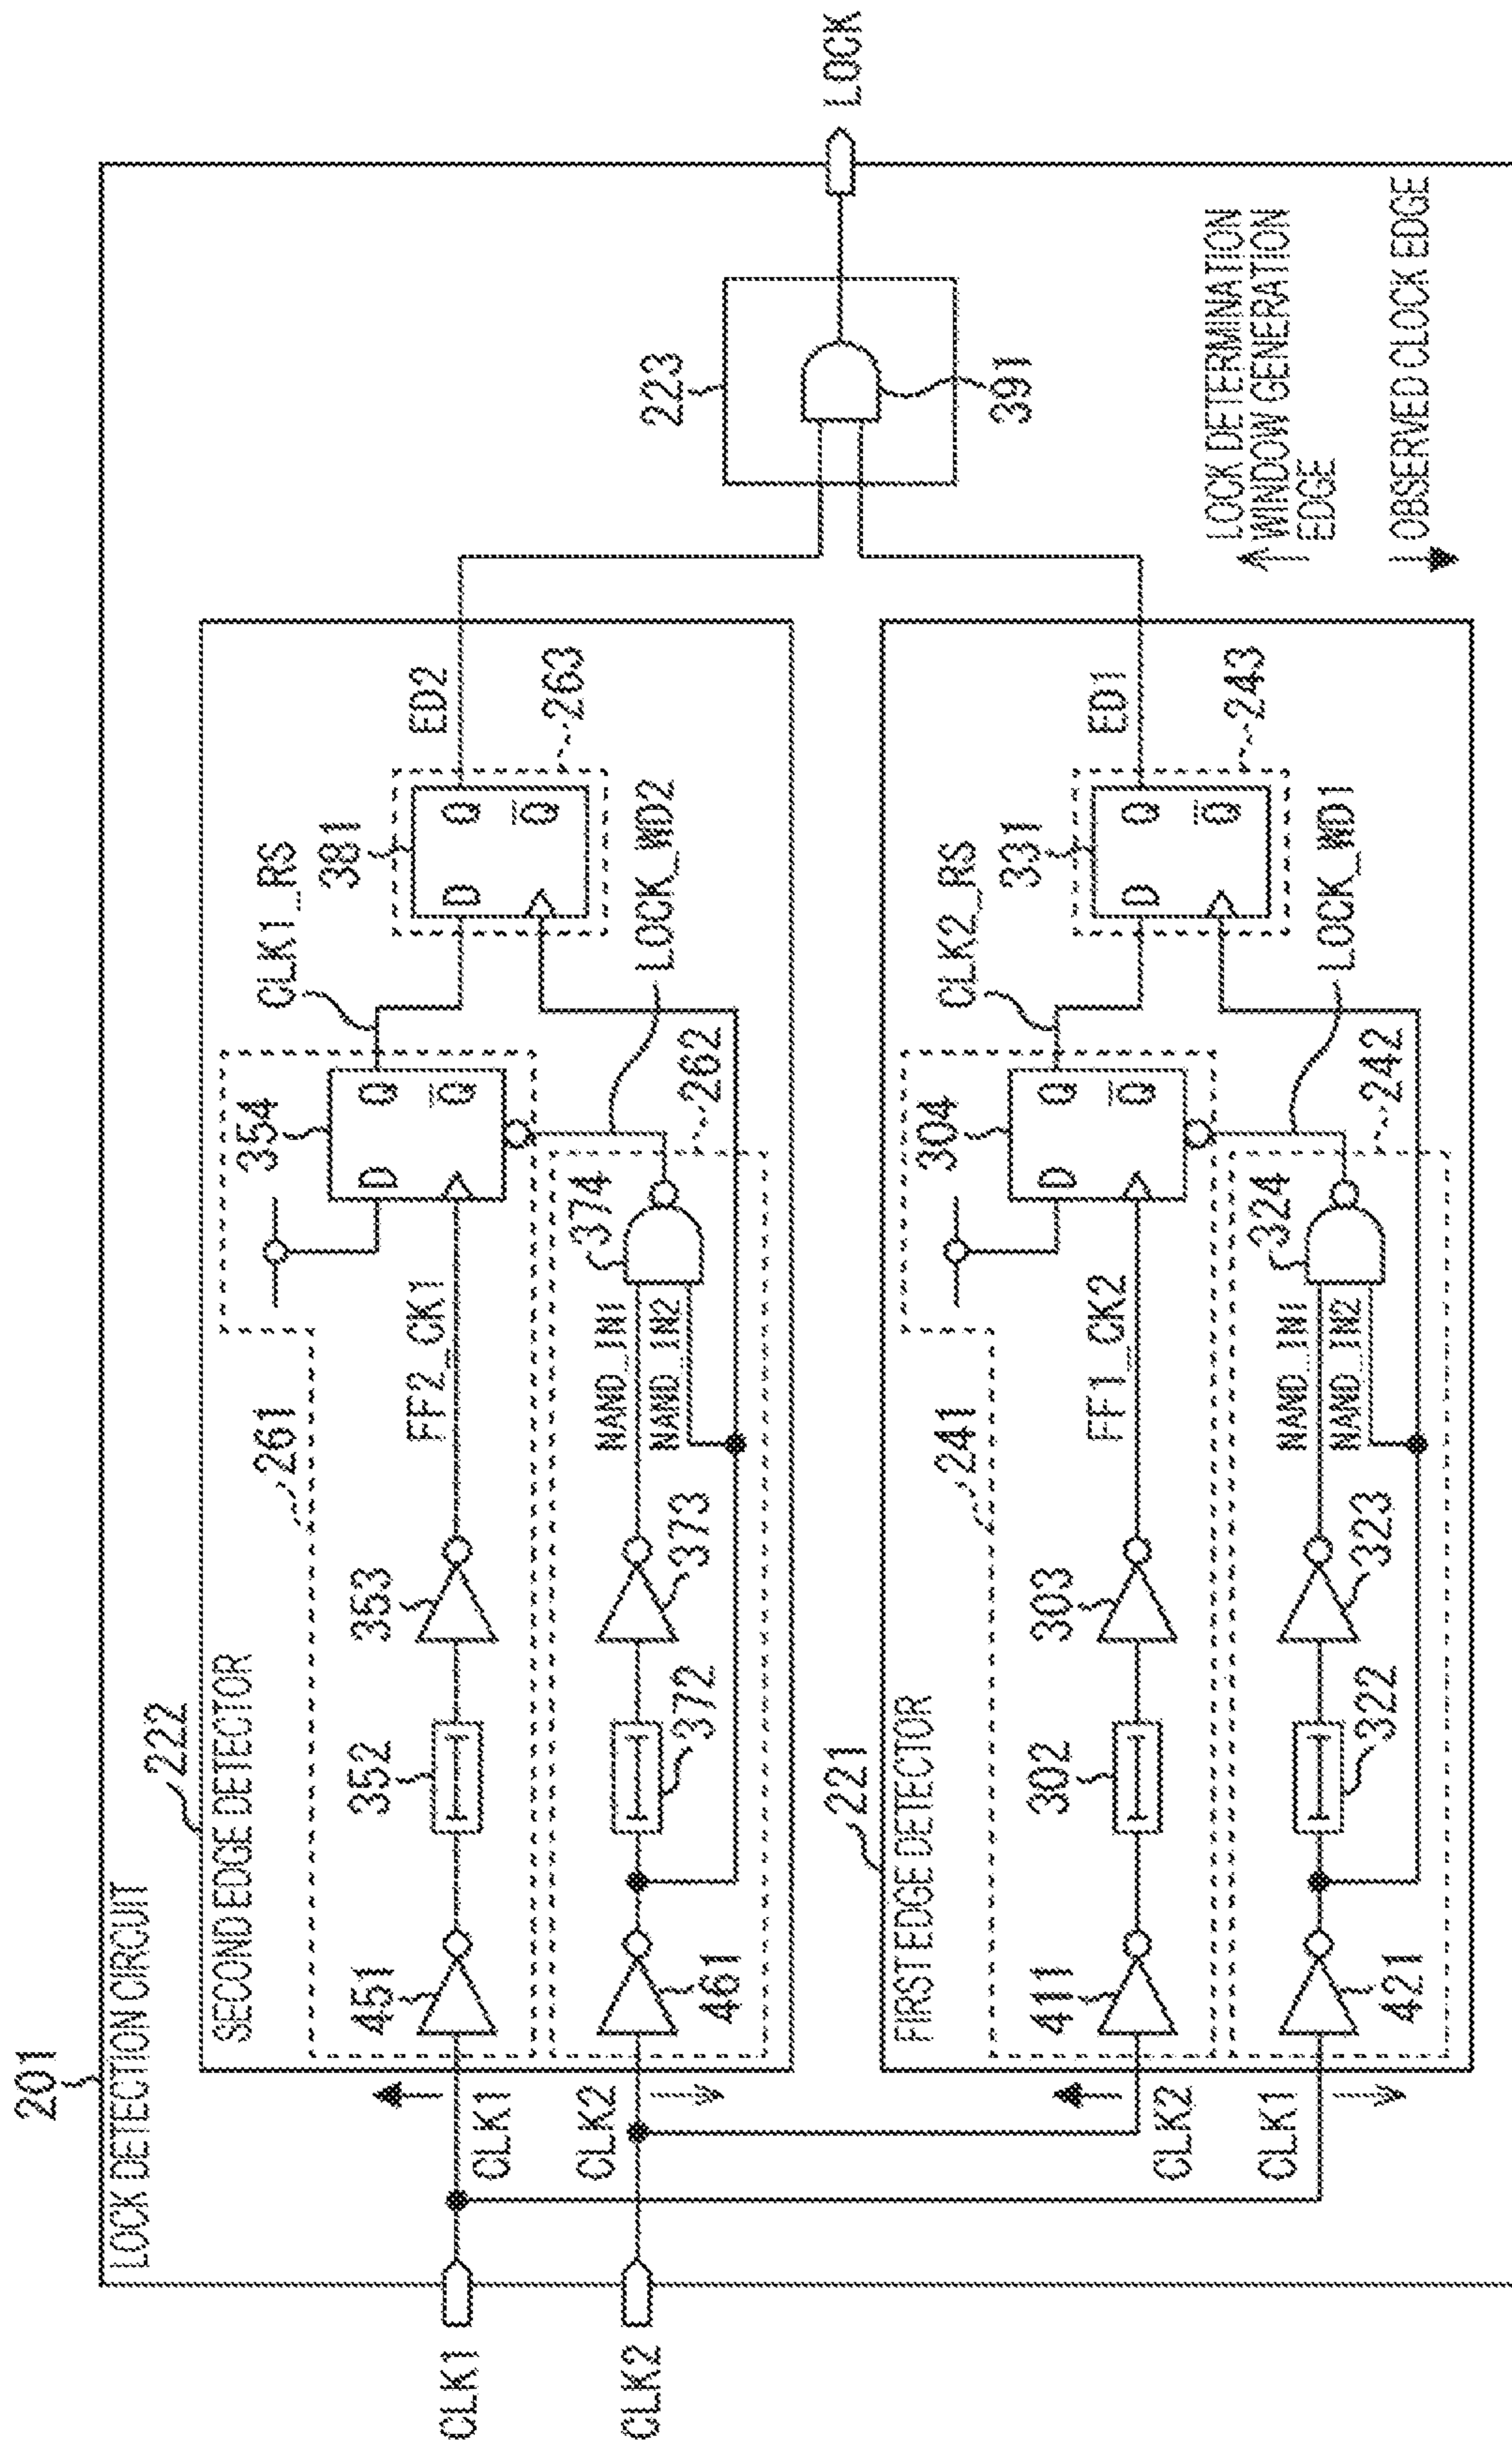 201
LOCK DETECTION CIRCUIT
222
SECOND EDGE DETECTOR
261
354
CLK1_RS
D
Q
Q
381
ED2
D
Q
Q
263
CLK1
CLK1
451
352
353
FF2_CK1
CLK2
CLK2
461
372
373
NAND_IN1
NAND_IN2
374
262
LOCK_WD2
223
391
LOCK
221
FIRST EDGE DETECTOR
241
304
CLK2_RS
D
Q
Q
331
ED1
D
Q
Q
243
CLK2
411
302
303
FF1_CK2
CLK1
421
322
323
NAND_IN1
NAND_IN2
324
242
LOCK_WD1
LOCK DETERMINATION
WINDOW GENERATION
EDGE
OBSERVED CLOCK EDGE